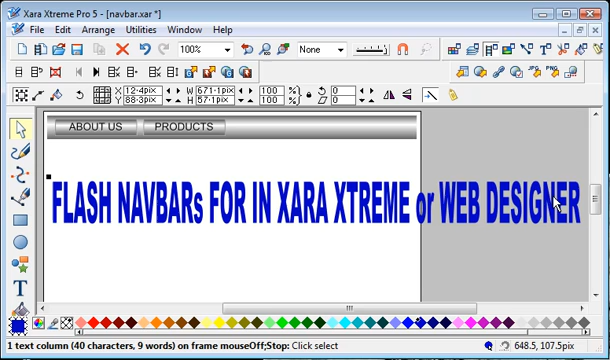 Xara Xtreme Pro 5 - [navbar.xar *]
File Edit Arrange Utilities Window Help
100% None
X 12·4pix W 671·1pix 100 % 0
Y 88·3pix H 57·1pix 100 0
ABOUT US PRODUCTS
FLASH NAVBARs FOR IN XARA XTREME or WEB DESIGNER
1 text column (40 characters, 9 words) on frame mouseOff;Stop: Click select 648.5, 107.5pix